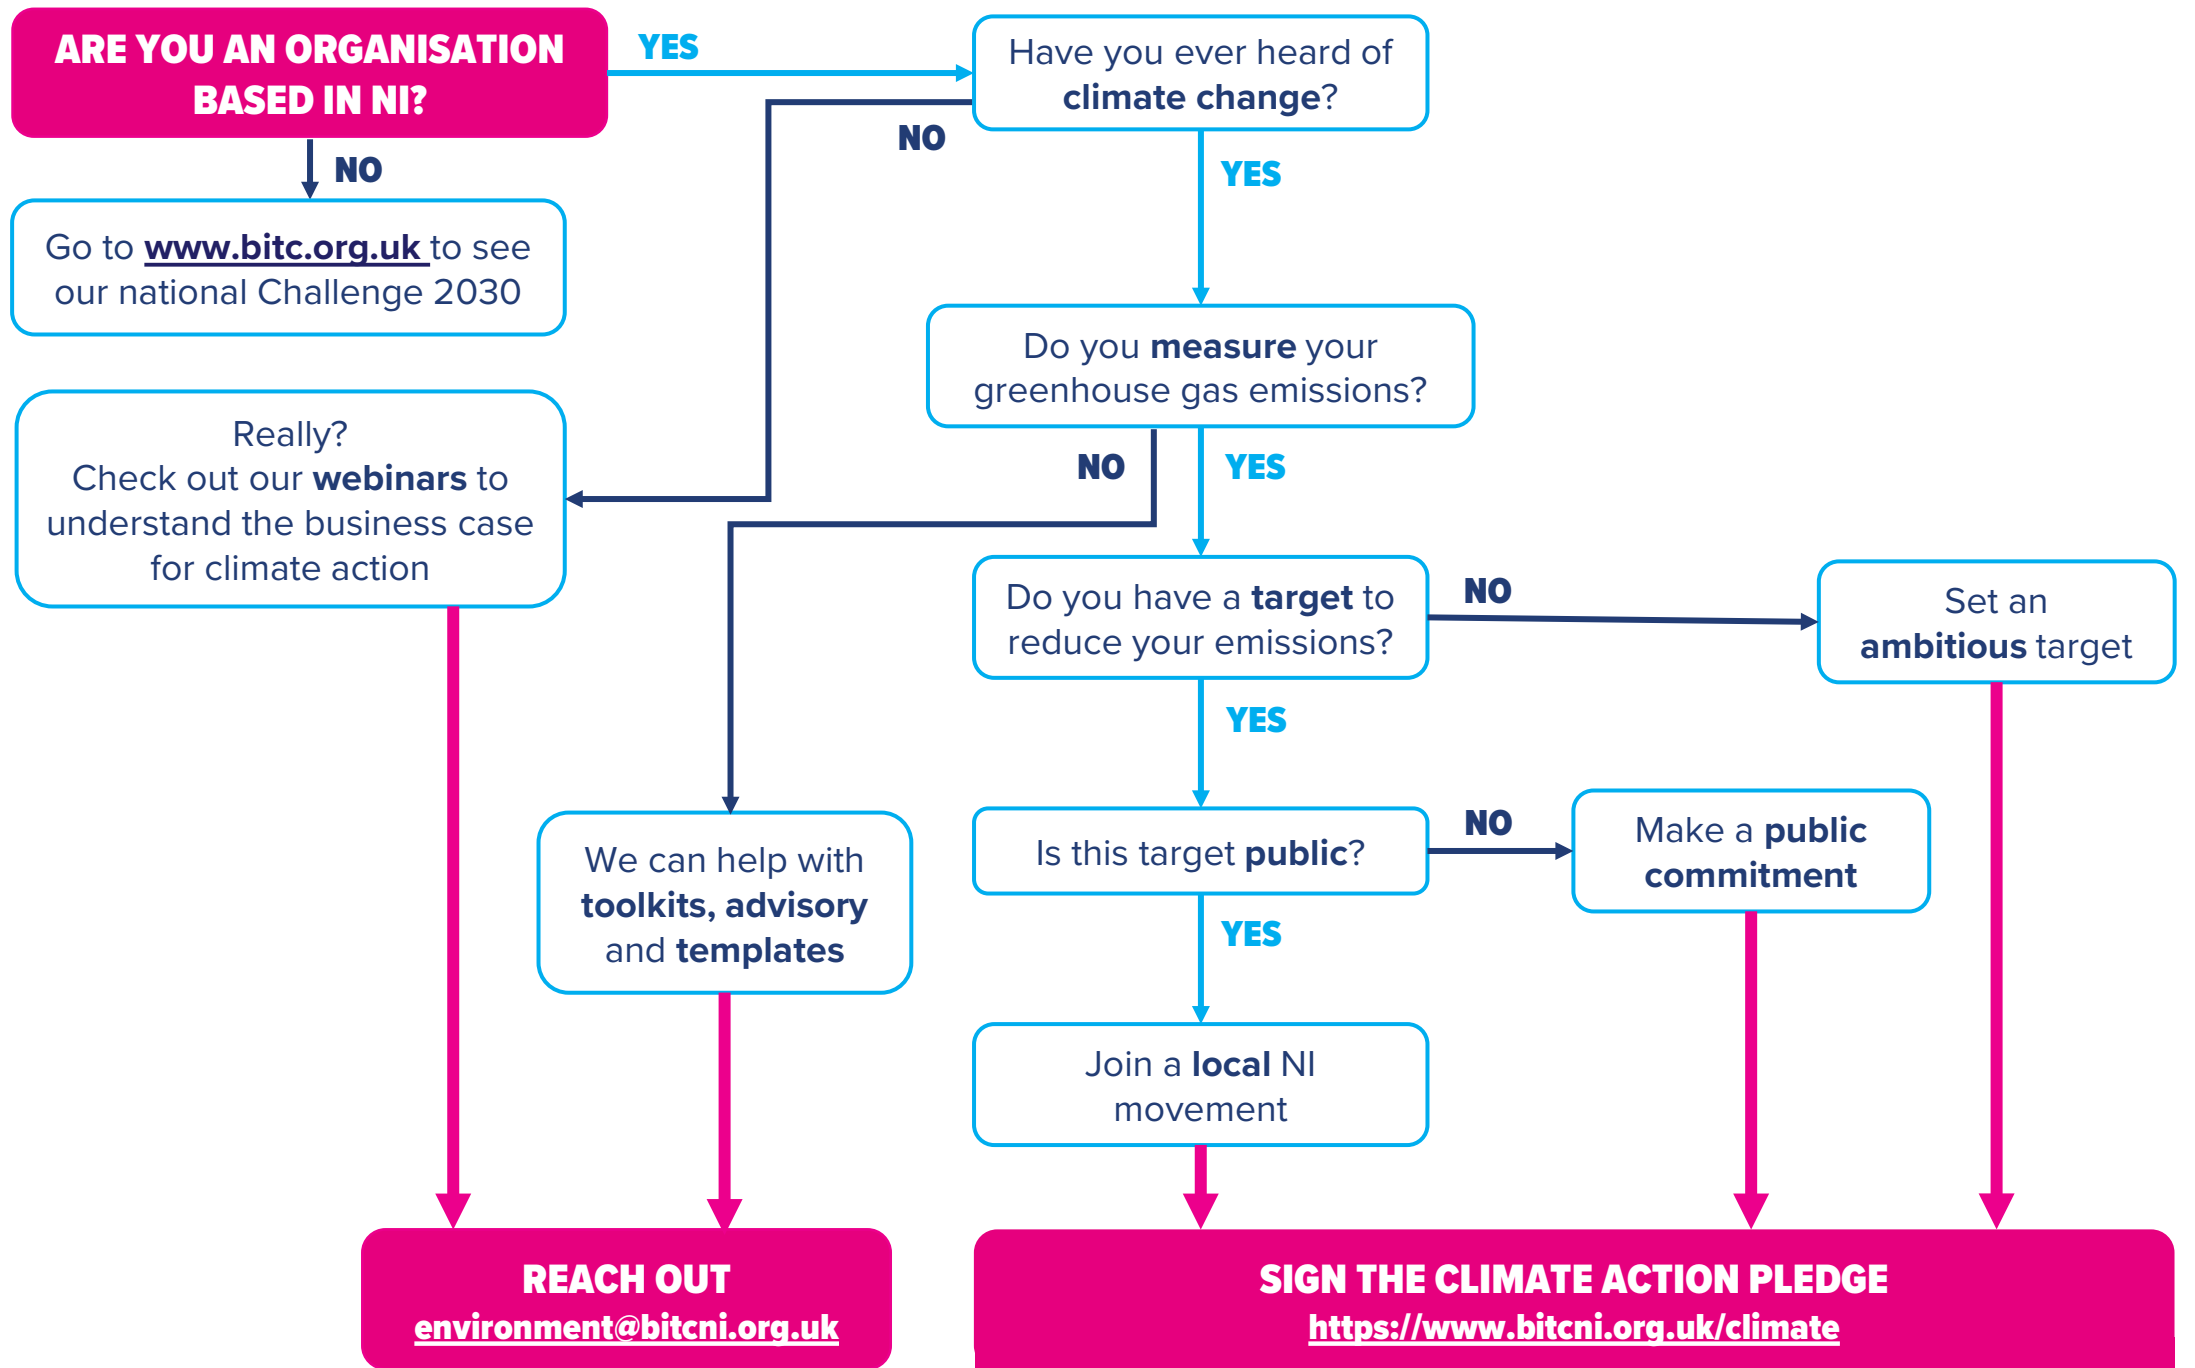 ARE YOU AN ORGANISATION
BASED IN NI?
YES
Have you ever heard of
climate change?
NO
NO
YES
Go to www.bitc.org.uk to see
our national Challenge 2030
Do you measure your
greenhouse gas emissions?
Really?
Check out our webinars to
understand the business case
for climate action
NO
YES
Do you have a target to
reduce your emissions?
NO
Set an
ambitious target
YES
We can help with
toolkits, advisory
and templates
Is this target public?
NO
Make a public
commitment
YES
Join a local NI
movement
REACH OUT
environment@bitcni.org.uk
SIGN THE CLIMATE ACTION PLEDGE
https://www.bitcni.org.uk/climate